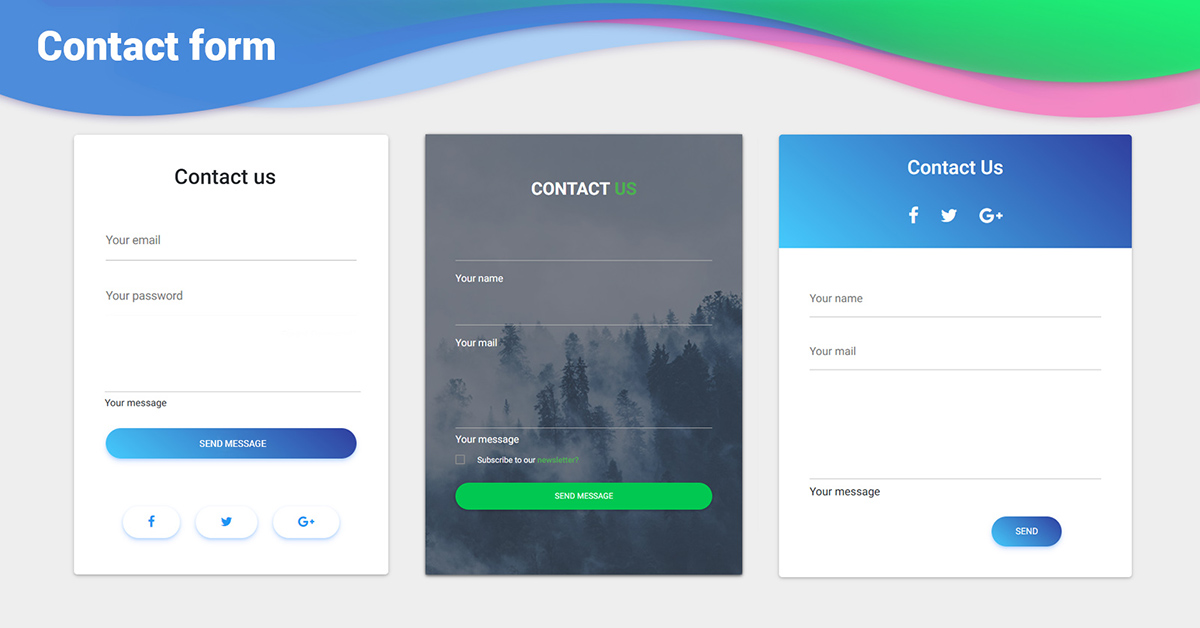 Contact form
Contact us
Your email
Your password
Your message
SEND MESSAGE
f
G+
CONTACT US
Your name
Your mail
Your message
Subscribe to our newsletter?
SEND MESSAGE
Contact Us
f
G+
Your name
Your mail
Your message
SEND